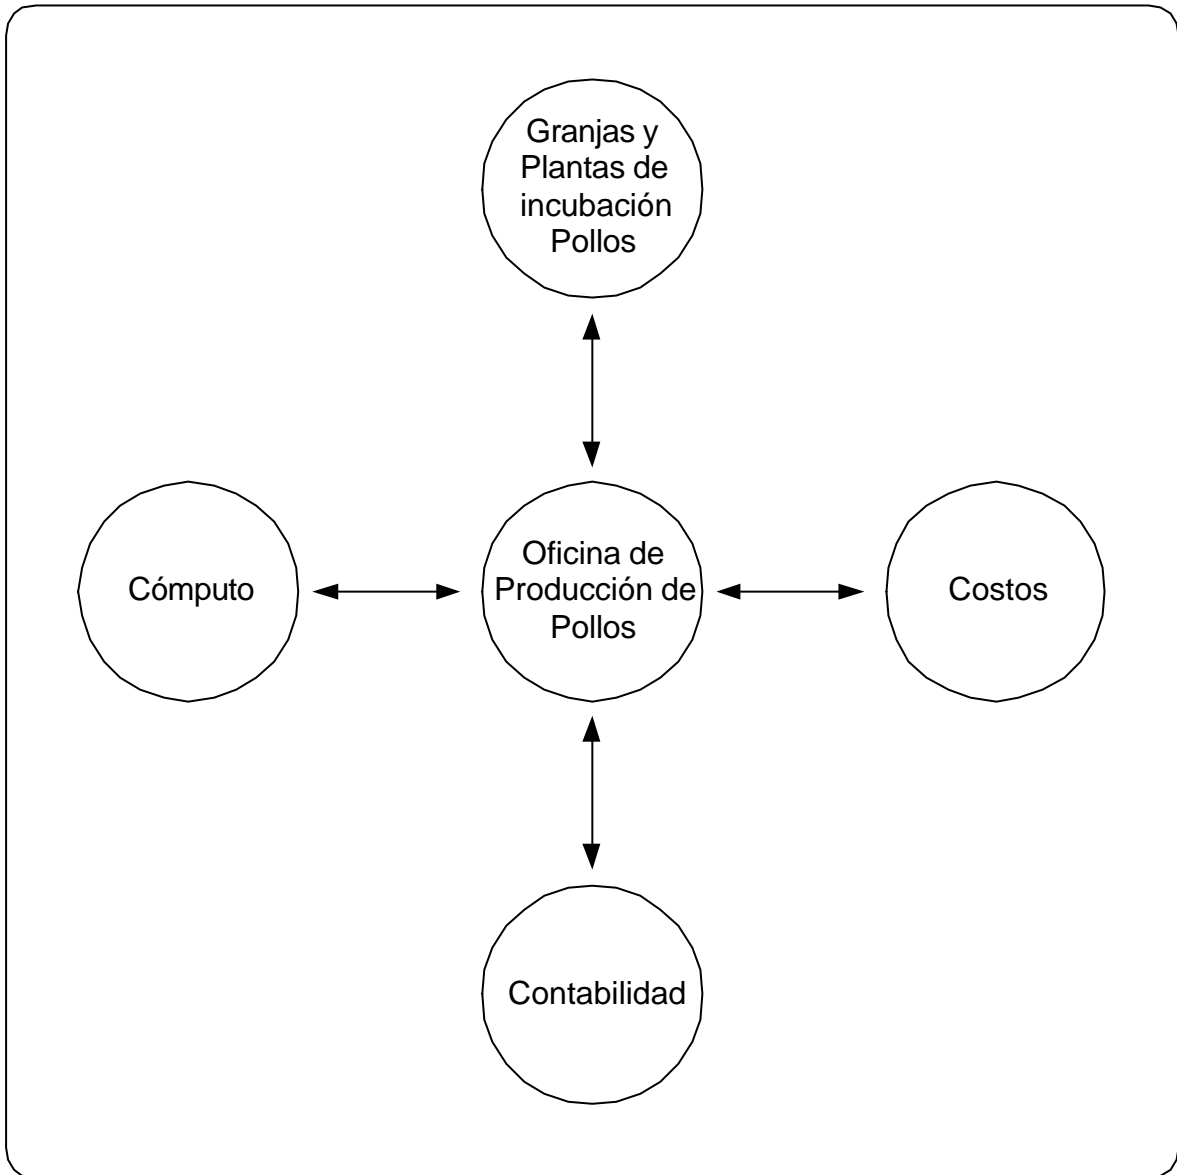 Granjas y
Plantas de
incubación
Pollos
Cómputo
Oficina de
Producción de
Pollos
Costos
Contabilidad